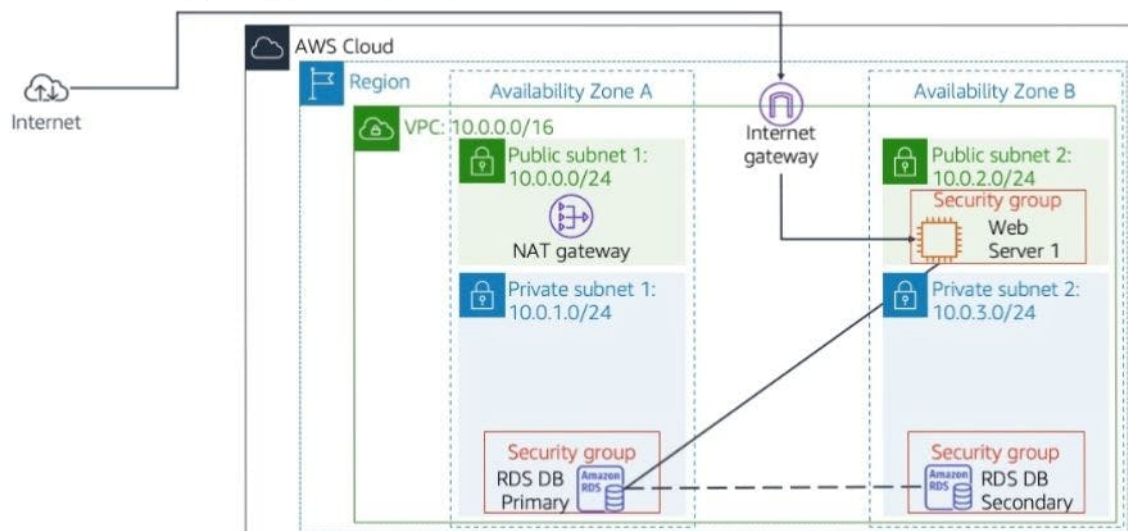 AWS Cloud
Internet
Region
Availability Zone A
Availability Zone B
VPC: 10.0.0.0/16
Internet
gateway
Public subnet 1:
10.0.0.0/24
NAT gateway
Public subnet 2:
10.0.2.0/24
Security group
Web
Server 1
Private subnet 1:
10.0.1.0/24
Private subnet 2:
10.0.3.0/24
Security group
RDS DB
Primary
Amazon
RDS
Security group
Amazon
RDS
RDS DB
Secondary